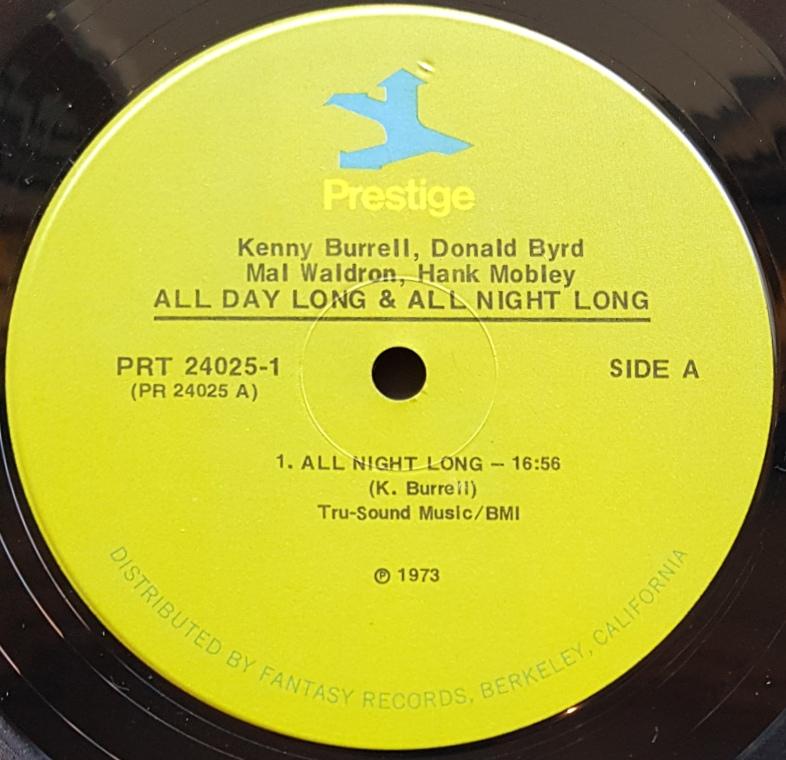 Prestige
Kenny Burrell, Donald Byrd
Mal Waldron, Hank Mobley
ALL DAY LONG & ALL NIGHT LONG
PRT 24025-1
(PR 24025 A)
SIDE A
1. ALL NIGHT LONG – 16:56
(K. Burrell)
Tru-Sound Music/BMI
℗ 1973
DISTRIBUTED BY FANTASY RECORDS, BERKELEY, CALIFORNIA